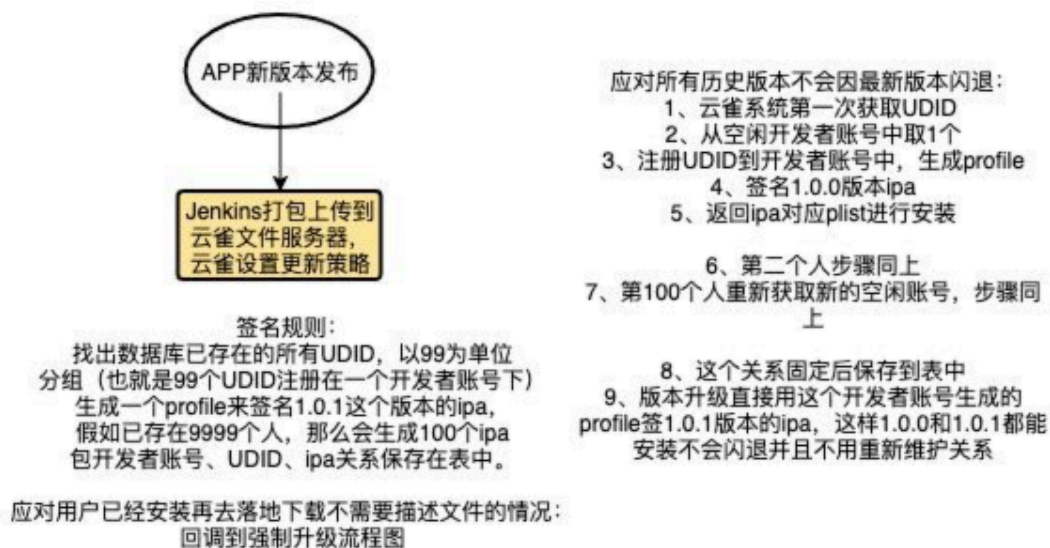 APP新版本发布
Jenkins打包上传到
云雀文件服务器，
云雀设置更新策略
签名规则：
找出数据库已存在的所有UDID，以99为单位
分组（也就是99个UDID注册在一个开发者账号下）
生成一个profile来签名1.0.1这个版本的ipa，
假如已存在9999个人，那么会生成100个ipa
包开发者账号、UDID、ipa关系保存在表中。
应对用户已经安装再去落地下载不需要描述文件的情况：
回调到强制升级流程图
应对所有历史版本不会因最新版本闪退：
1、云雀系统第一次获取UDID
2、从空闲开发者账号中取1个
3、注册UDID到开发者账号中，生成profile
4、签名1.0.0版本ipa
5、返回ipa对应plist进行安装
6、第二个人步骤同上
7、第100个人重新获取新的空闲账号，步骤同
上
8、这个关系固定后保存到表中
9、版本升级直接用这个开发者账号生成的
profile签1.0.1版本的ipa，这样1.0.0和1.0.1都能
安装不会闪退并且不用重新维护关系